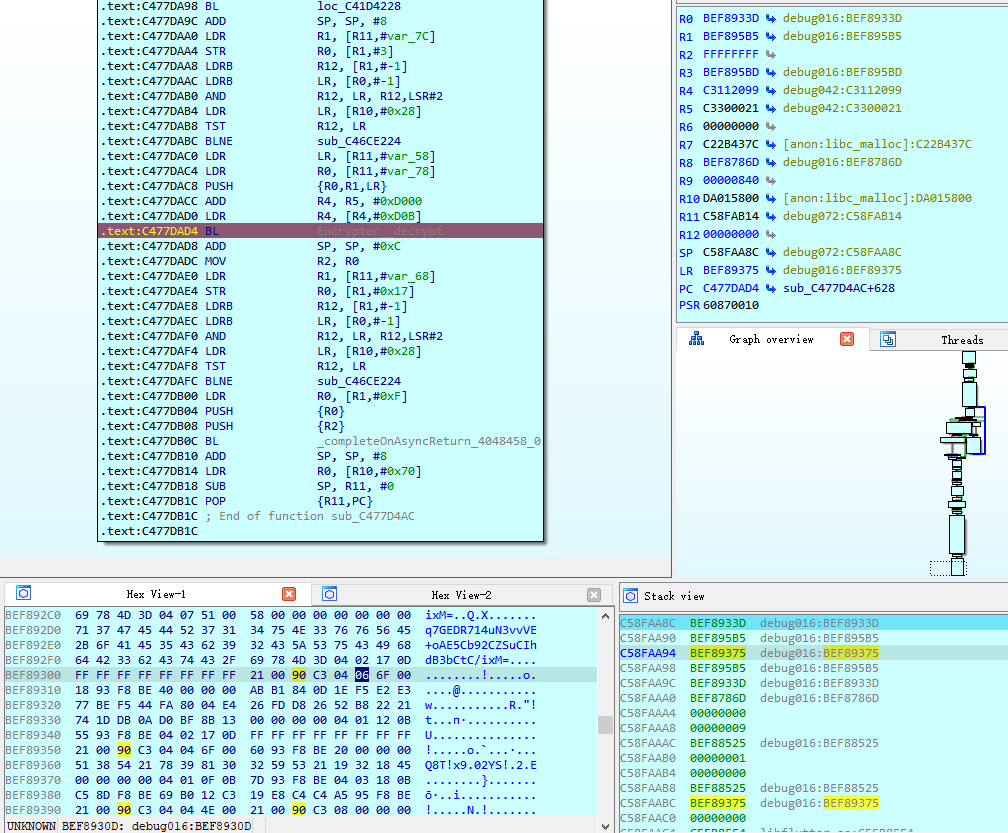 .text:C477DA98 BL loc_C41D4228
.text:C477DA9C ADD SP, SP, #8
.text:C477DAA0 LDR R1, [R11,#var_7C]
.text:C477DAA4 STR R0, [R1,#3]
.text:C477DAA8 LDRB R12, [R1,#-1]
.text:C477DAAC LDRB LR, [R0,#-1]
.text:C477DAB0 AND R12, LR, R12,LSR#2
.text:C477DAB4 LDR LR, [R10,#0x28]
.text:C477DAB8 TST R12, LR
.text:C477DABC BLNE sub_C46CE224
.text:C477DAC0 LDR LR, [R11,#var_58]
.text:C477DAC4 LDR R0, [R11,#var_78]
.text:C477DAC8 PUSH {R0,R1,LR}
.text:C477DACC ADD R4, R5, #0xD000
.text:C477DAD0 LDR R4, [R4,#0xD0B]
.text:C477DAD4 BL Encrypter__decrypt
.text:C477DAD8 ADD SP, SP, #0xC
.text:C477DADC MOV R2, R0
.text:C477DAE0 LDR R1, [R11,#var_68]
.text:C477DAE4 STR R0, [R1,#0x17]
.text:C477DAE8 LDRB R12, [R1,#-1]
.text:C477DAEC LDRB LR, [R0,#-1]
.text:C477DAF0 AND R12, LR, R12,LSR#2
.text:C477DAF4 LDR LR, [R10,#0x28]
.text:C477DAF8 TST R12, LR
.text:C477DAFC BLNE sub_C46CE224
.text:C477DB00 LDR R0, [R1,#0xF]
.text:C477DB04 PUSH {R0}
.text:C477DB08 PUSH {R2}
.text:C477DB0C BL _completeOnAsyncReturn_4048458_0
.text:C477DB10 ADD SP, SP, #8
.text:C477DB14 LDR R0, [R10,#0x70]
.text:C477DB18 SUB SP, R11, #0
.text:C477DB1C POP {R11,PC}
.text:C477DB1C ; End of function sub_C477D4AC
.text:C477DB1C
R0 BEF8933D debug016:BEF8933D
R1 BEF895B5 debug016:BEF895B5
R2 FFFFFFFF
R3 BEF895BD debug016:BEF895BD
R4 C3112099 debug042:C3112099
R5 C3300021 debug042:C3300021
R6 00000000
R7 C22B437C [anon:libc_malloc]:C22B437C
R8 BEF8786D debug016:BEF8786D
R9 00000840
R10 DA015800 [anon:libc_malloc]:DA015800
R11 C58FAB14 debug072:C58FAB14
R12 00000000
SP C58FAA8C debug072:C58FAA8C
LR BEF89375 debug016:BEF89375
PC C477DAD4 sub_C477D4AC+628
PSR 60870010
Graph overview Threads
Hex View-1 Hex View-2
BEF892C0 69 78 4D 3D 04 07 51 00 58 00 00 00 00 00 00 00 ixM=..Q.X.......
BEF892D0 71 37 47 45 44 52 37 31 34 75 4E 33 76 76 56 45 q7GEDR714uN3vvVE
BEF892E0 2B 6F 41 45 35 43 62 39 32 43 5A 53 75 43 49 68 +oAE5Cb92CZSuCIh
BEF892F0 64 42 33 62 43 74 43 2F 69 78 4D 3D 04 02 17 0D dB3bCtC/ixM=....
BEF89300 FF FF FF FF FF FF FF FF 21 00 90 C3 04 06 6F 00 ........!.....o.
BEF89310 18 93 F8 BE 40 00 00 00 AB B1 84 0D 1E F5 E2 E3 ....@...........
BEF89320 77 BE F5 44 FA 80 04 E4 26 FD D8 26 52 B8 22 21 w...........R."!
BEF89330 74 1D DB 0A D0 BF 8B 13 00 00 00 00 04 01 12 0B t...п...........
BEF89340 55 93 F8 BE 04 02 17 0D FF FF FF FF FF FF FF FF U...............
BEF89350 21 00 90 C3 04 04 6F 00 60 93 F8 BE 20 00 00 00 !.....o.`...·...
BEF89360 51 38 54 21 78 39 81 30 32 59 53 21 19 32 18 45 Q8T!x9.02YS!.2.E
BEF89370 00 00 00 00 04 01 0F 0B 7D 93 F8 BE 04 03 18 0B ........}.......
BEF89380 C5 8D F8 BE 69 B0 12 C3 19 E8 C4 C4 A5 95 F8 BE
BEF89390 21 00 90 C3 04 04 4E 00 21 00 90 C3 08 00 00 00 !.....N.!.......
UNKNOWN BEF8930D: debug016:BEF8930D
Stack view
C58FAA8C BEF8933D debug016:BEF8933D
C58FAA90 BEF895B5 debug016:BEF895B5
C58FAA94 BEF89375 debug016:BEF89375
C58FAA98 BEF895B5 debug016:BEF895B5
C58FAA9C BEF8933D debug016:BEF8933D
C58FAAA0 BEF8786D debug016:BEF8786D
C58FAAA4 00000000
C58FAAA8 00000009
C58FAAAC BEF88525 debug016:BEF88525
C58FAAB0 00000001
C58FAAB4 00000000
C58FAAB8 BEF88525 debug016:BEF88525
C58FAABC BEF89375 debug016:BEF89375
C58FAAC0 00000000